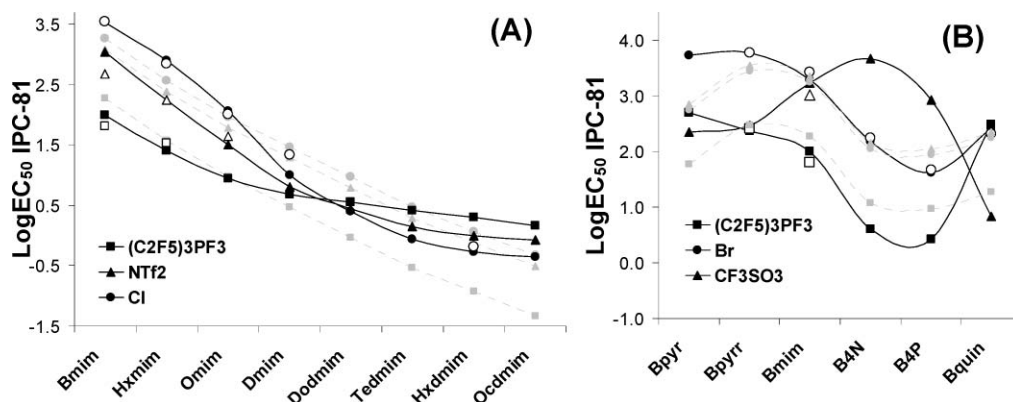 (A)
LogEC50 IPC-81
3.5
2.5
1.5
0.5
-0.5
-1.5
(C2F5)3PF3
NTf2
Cl
Bmim
Hxmim
Omim
Dmim
Dodmim
Tedmim
Hxdmim
Ocdmim
(B)
LogEC50 IPC-81
4.0
3.0
2.0
1.0
0.0
-1.0
(C2F5)3PF3
Br
CF3SO3
Bpyr
Bpyrr
Bmim
B4N
B4P
Bquin